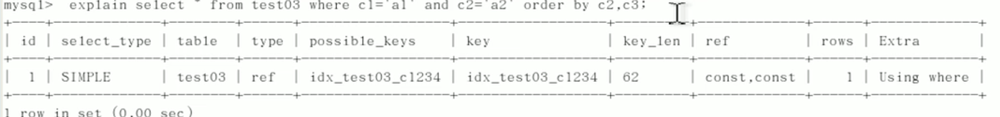 mysql>  explain select * from test03 where c1='a1' and c2='a2' order by c2,c3;
+----+-------------+--------+------+-----------------+-----------------+---------+-------------+------+-------------+
| id | select_type | table  | type | possible_keys   | key             | key_len | ref         | rows | Extra       |
+----+-------------+--------+------+-----------------+-----------------+---------+-------------+------+-------------+
|  1 | SIMPLE      | test03 | ref  | idx_test03_c1234 | idx_test03_c1234 | 62      | const,const |    1 | Using where |
+----+-------------+--------+------+-----------------+-----------------+---------+-------------+------+-------------+
1 row in set (0.00 sec)